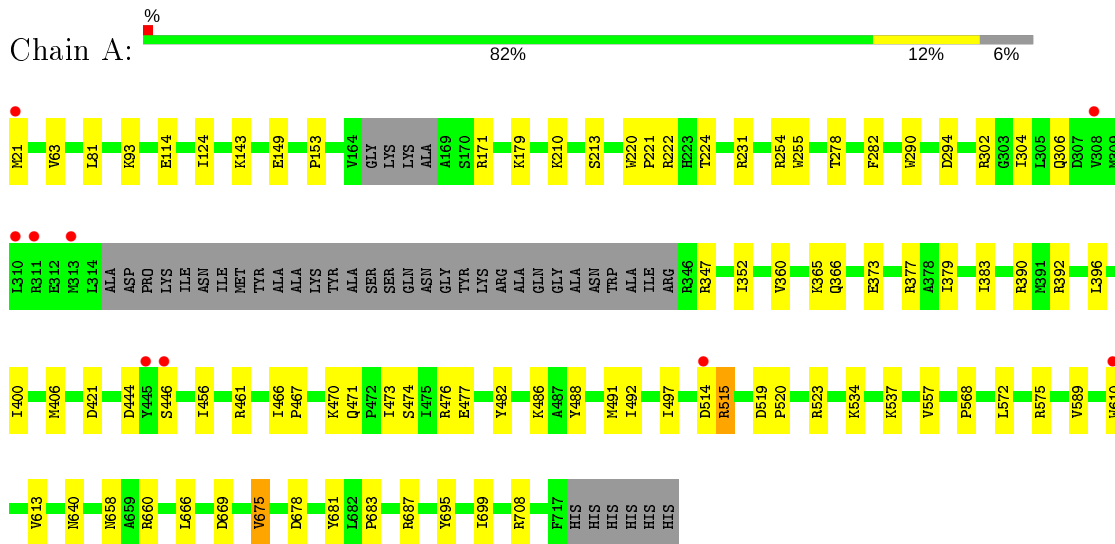 %
Chain A:
82% 12% 6%
M21 V63 L81 K93 E114 I124 K143 E149 P153 V164 GLY LYS LYS ALA A169 S170 R171 K179 K210 S213 W220 P221 R222 H223 T224 R231 R254 W255 T278 F282 W290 D294 R302 G303 I304 L305 Q306 D307 V308 M309
L310 R311 E312 M313 L314 ALA ASP PRO LYS ILE ASN ILE MET TYR ALA ALA LYS TYR ALA SER SER GLN ASN GLY TYR LYS ARG ALA GLN GLY ALA ASN TRP ALA ILE ARG R346 R347 I352 V360 K365 Q366 E373 R377 A378 I379 I383 R390 M391 R392 L396
I400 M406 D421 D444 Y445 S446 I456 R461 I466 P467 K470 Q471 P472 I473 S474 I475 R476 E477 Y482 K486 A487 Y488 M491 I492 I497 D514 R515 D519 P520 R523 K534 K537 V557 P568 L572 R575 V589
V613 N640 N658 A659 R660 L666 D669 V675 D678 Y681 L682 P683 R687 Y695 I699 R708 F717 HIS HIS HIS HIS HIS HIS